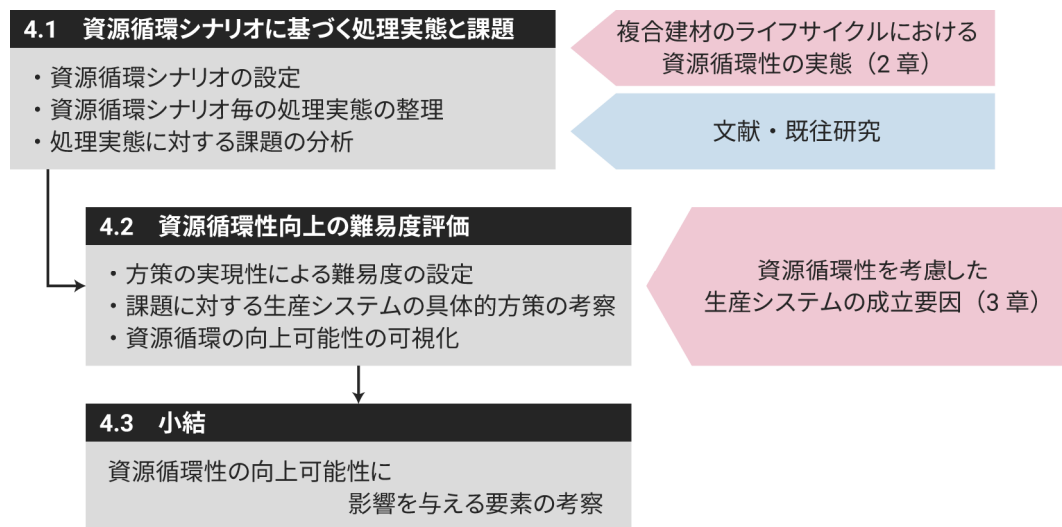 4.1　資源循環シナリオに基づく処理実態と課題
・資源循環シナリオの設定
・資源循環シナリオ毎の処理実態の整理
・処理実態に対する課題の分析
複合建材のライフサイクルにおける
資源循環性の実態（2 章）
文献・既往研究
4.2　資源循環性向上の難易度評価
・方策の実現性による難易度の設定
・課題に対する生産システムの具体的方策の考察
・資源循環の向上可能性の可視化
資源循環性を考慮した
生産システムの成立要因（3 章）
4.3　小結
資源循環性の向上可能性に
影響を与える要素の考察